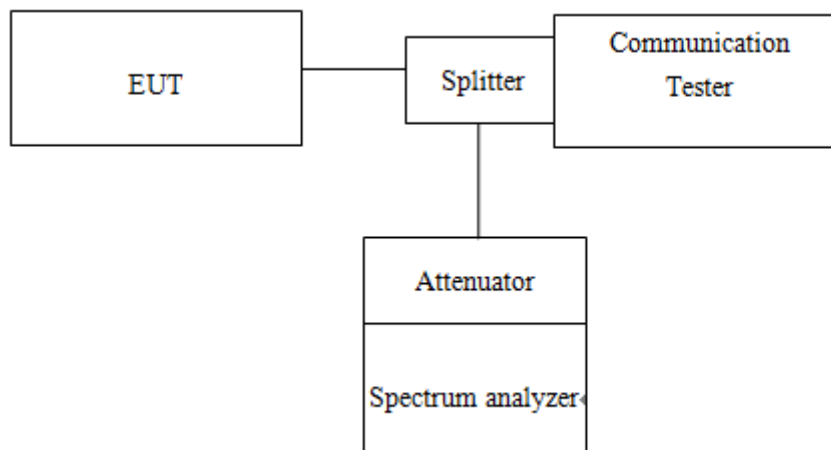 EUT
Splitter
Communication
Tester
Attenuator
Spectrum analyzer